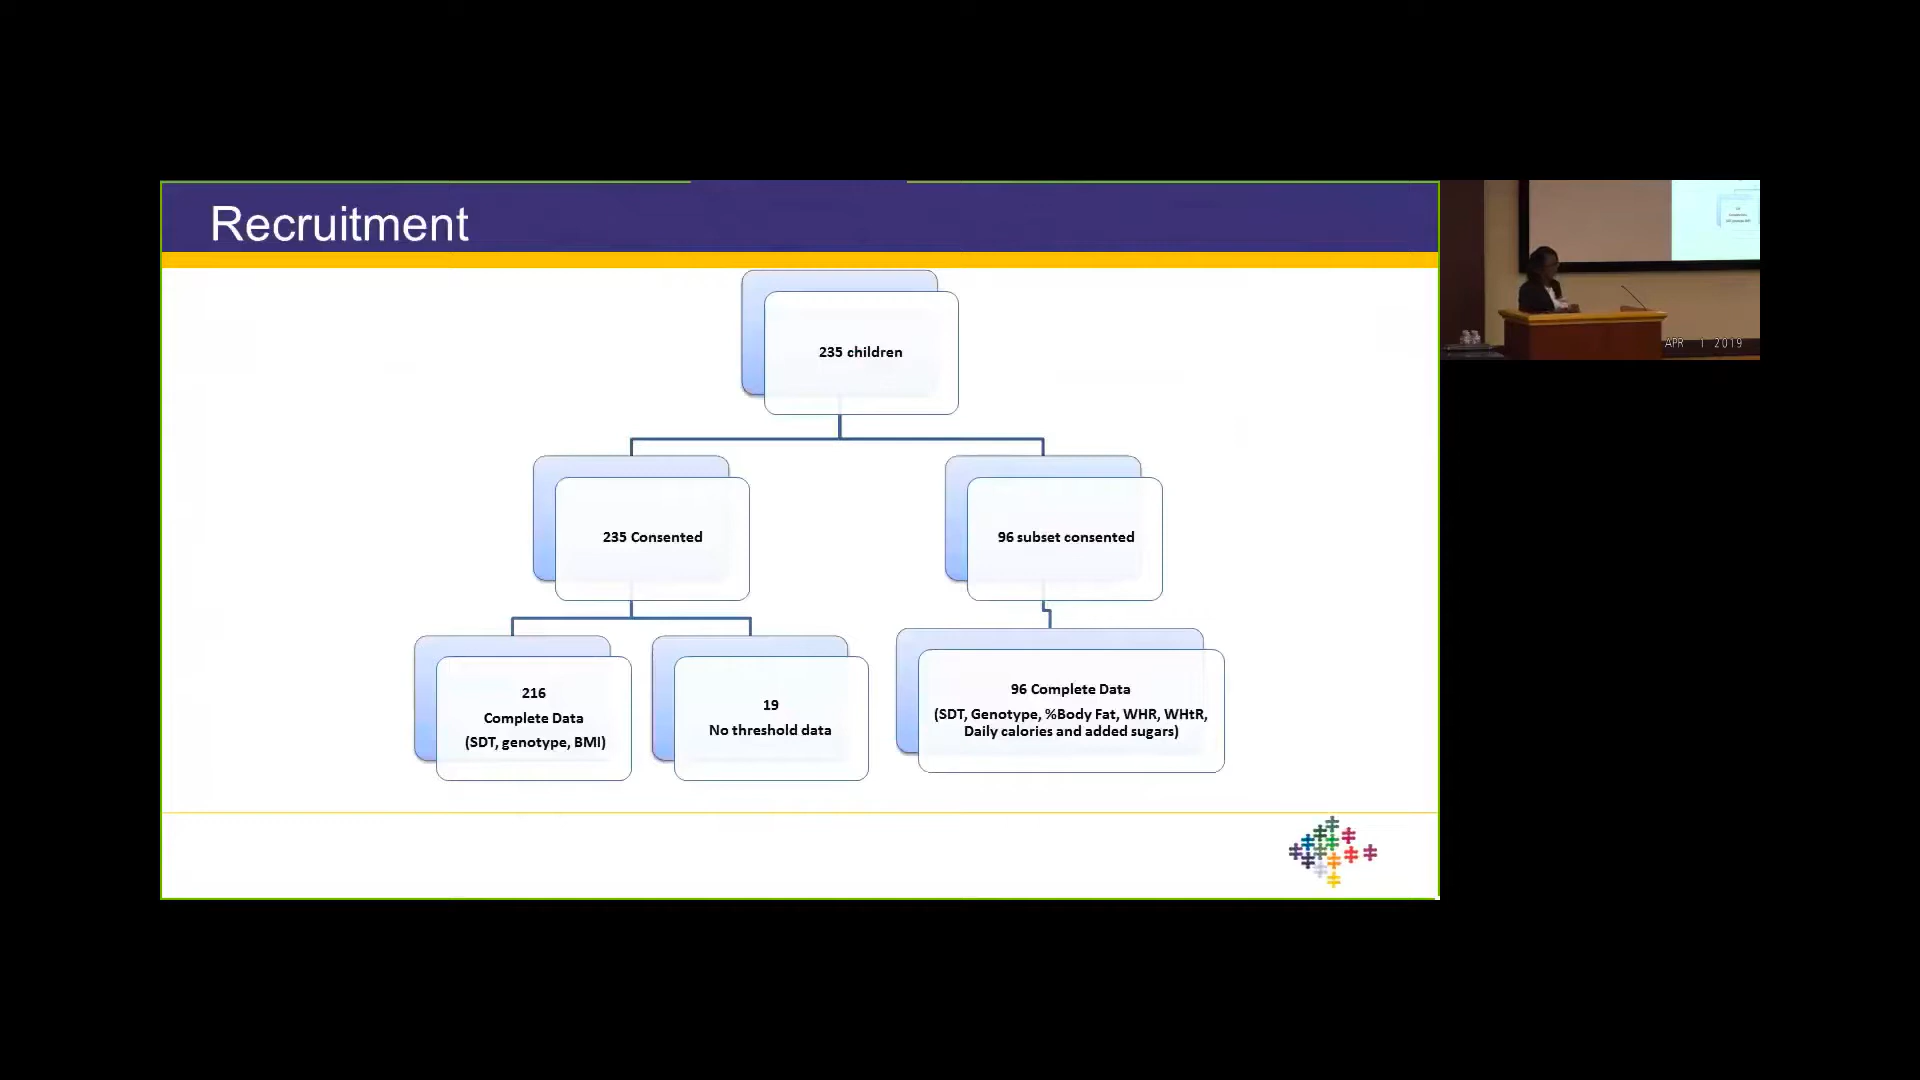 Recruitment
235 children
235 Consented
96 subset consented
216
Complete Data
(SDT, genotype, BMI)
19
No threshold data
96 Complete Data
(SDT, Genotype, %Body Fat, WHR, WHtR,
Daily calories and added sugars)
APR 1 2019